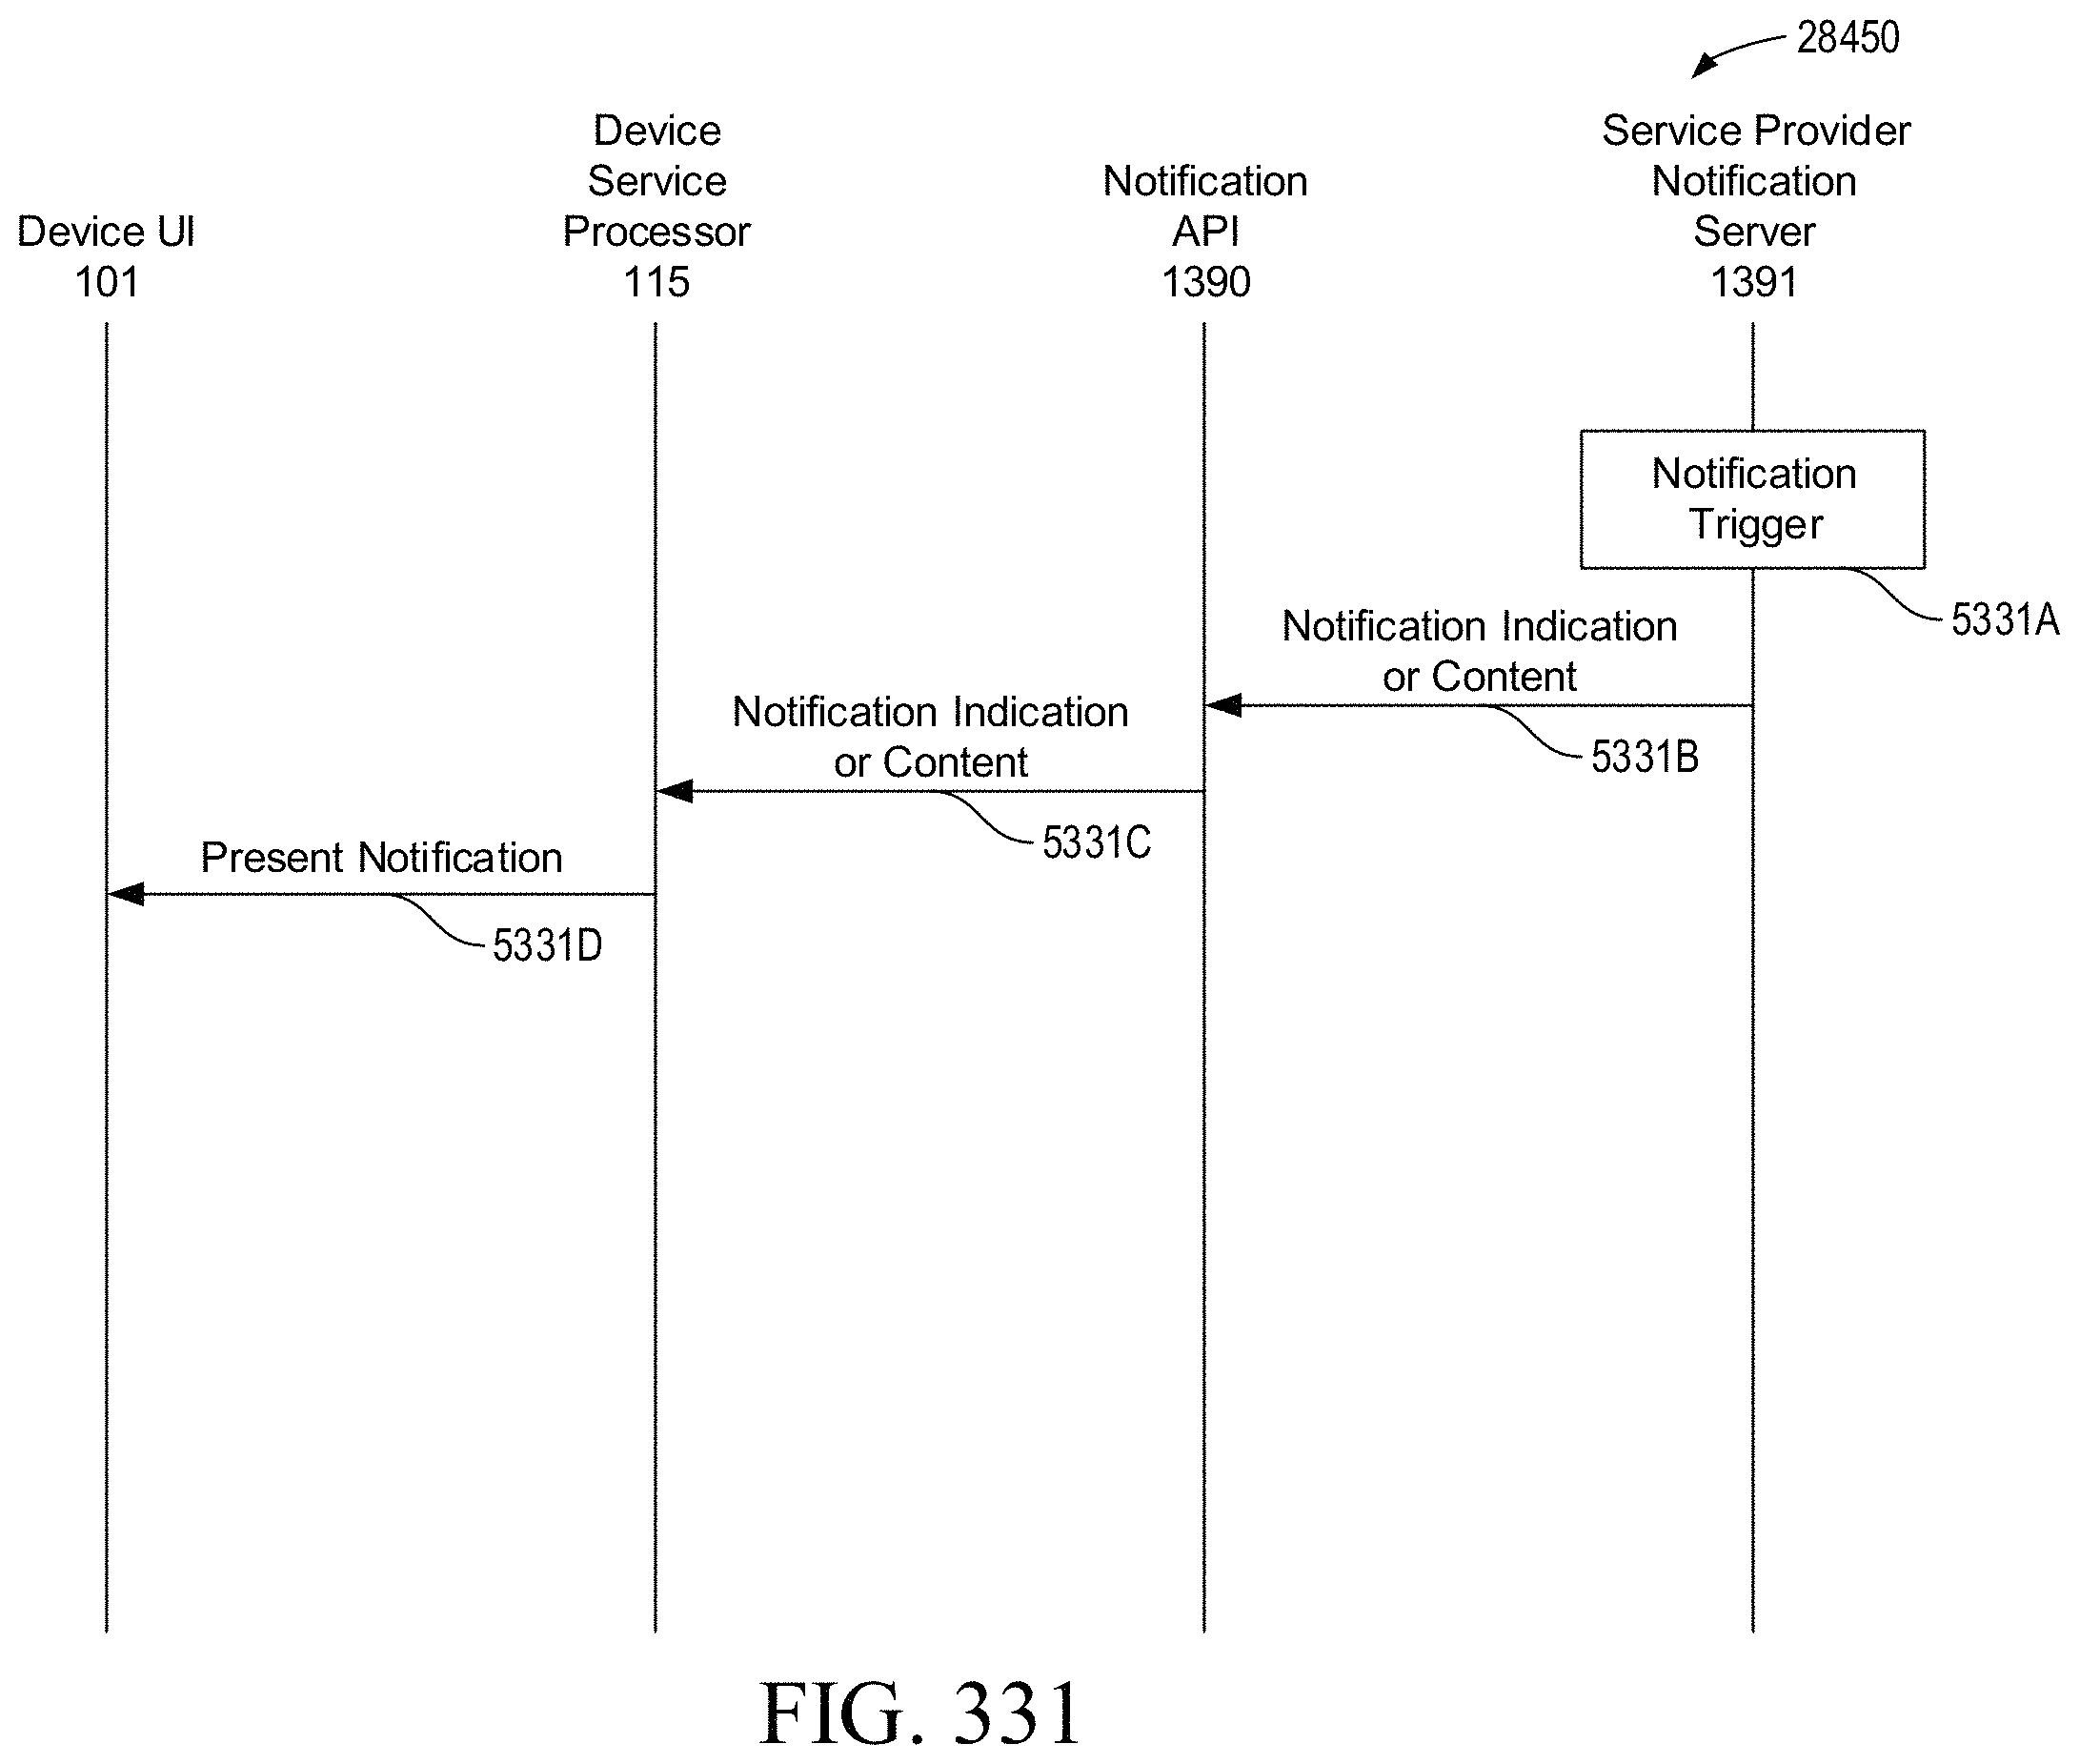 28450
Device UI
101
Device
Service
Processor
115
Notification
API
1390
Service Provider
Notification
Server
1391
Notification
Trigger
5331A
Notification Indication
or Content
5331B
Notification Indication
or Content
5331C
Present Notification
5331D
FIG. 331